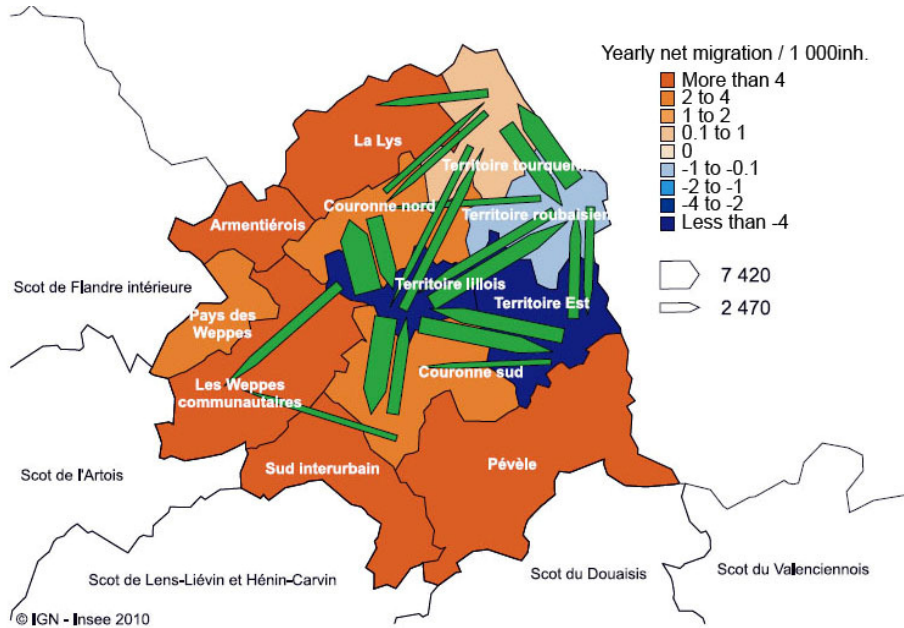 Yearly net migration / 1 000inh.
More than 4
2 to 4
1 to 2
0.1 to 1
0
-1 to -0.1
-2 to -1
-4 to -2
Less than -4
7 420
2 470
La Lys
Territoire tourquenn
Couronne nord
Territoire roubaisien
Armentiérois
Scot de Flandre intérieure
Territoire lillois
Territoire Est
Pays des
Weppes
Couronne sud
Les Weppes
communautaires
Sud interurbain
Pévèle
Scot de l'Artois
Scot de Lens-Liévin et Hénin-Carvin
Scot du Douaisis
Scot du Valenciennois
© IGN - Insee 2010